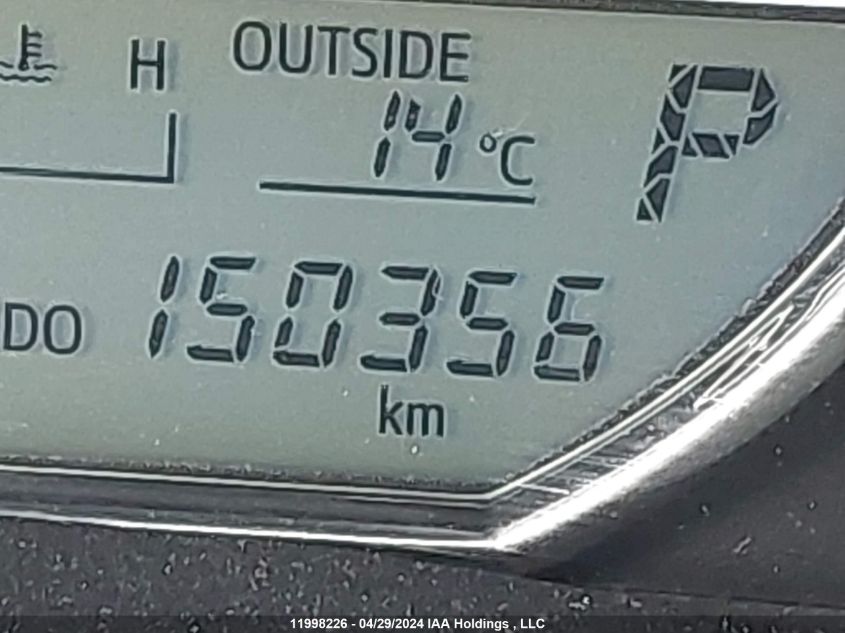 H OUTSIDE P
14 °C
DO 150356
km
11998226 - 04/29/2024 IAA Holdings , LLC